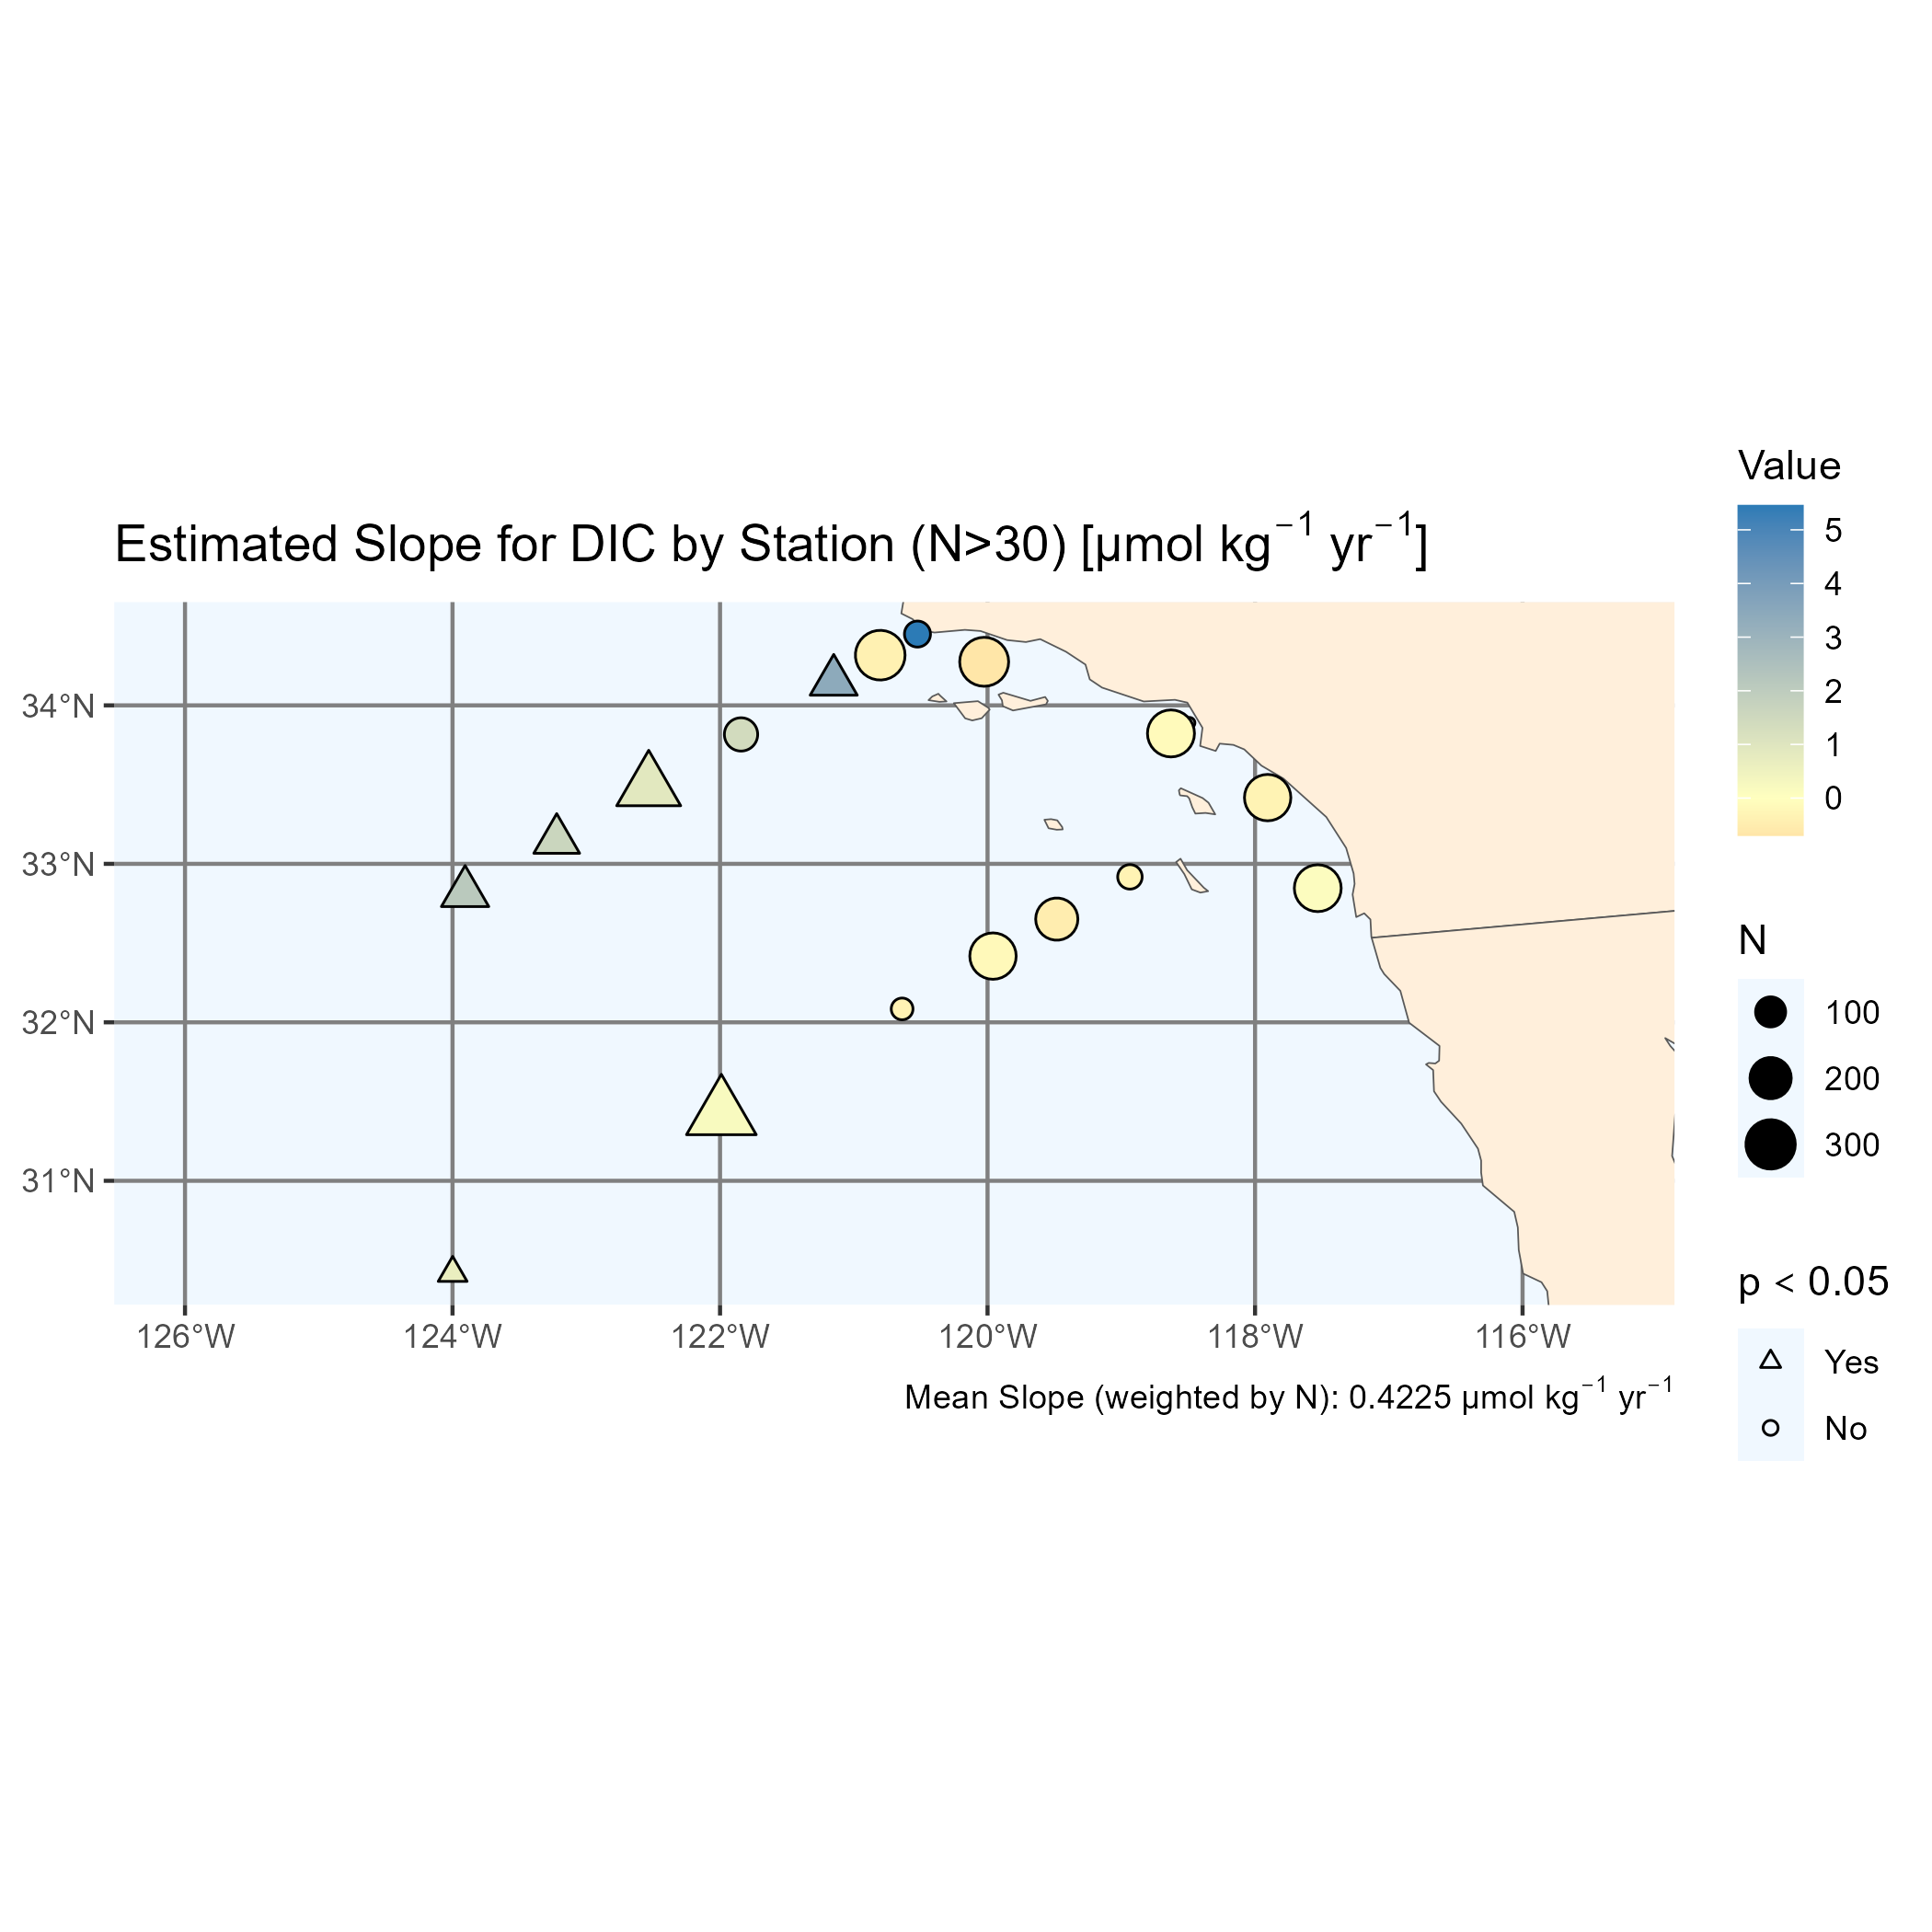 Estimated Slope for DIC by Station (N>30) [µmol kg⁻¹ yr⁻¹]
34°N
33°N
32°N
31°N
126°W
124°W
122°W
120°W
118°W
116°W
Mean Slope (weighted by N): 0.4225 µmol kg⁻¹ yr⁻¹
Value
5
4
3
2
1
0
N
100
200
300
p < 0.05
Yes
No